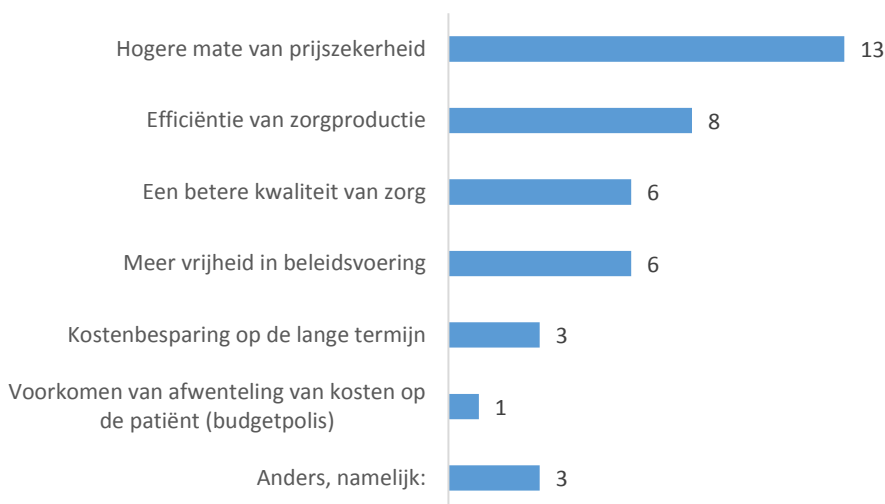 Hogere mate van prijszekerheid 13
Efficiëntie van zorgproductie 8
Een betere kwaliteit van zorg 6
Meer vrijheid in beleidsvoering 6
Kostenbesparing op de lange termijn 3
Voorkomen van afwenteling van kosten op
de patiënt (budgetpolis) 1
Anders, namelijk: 3